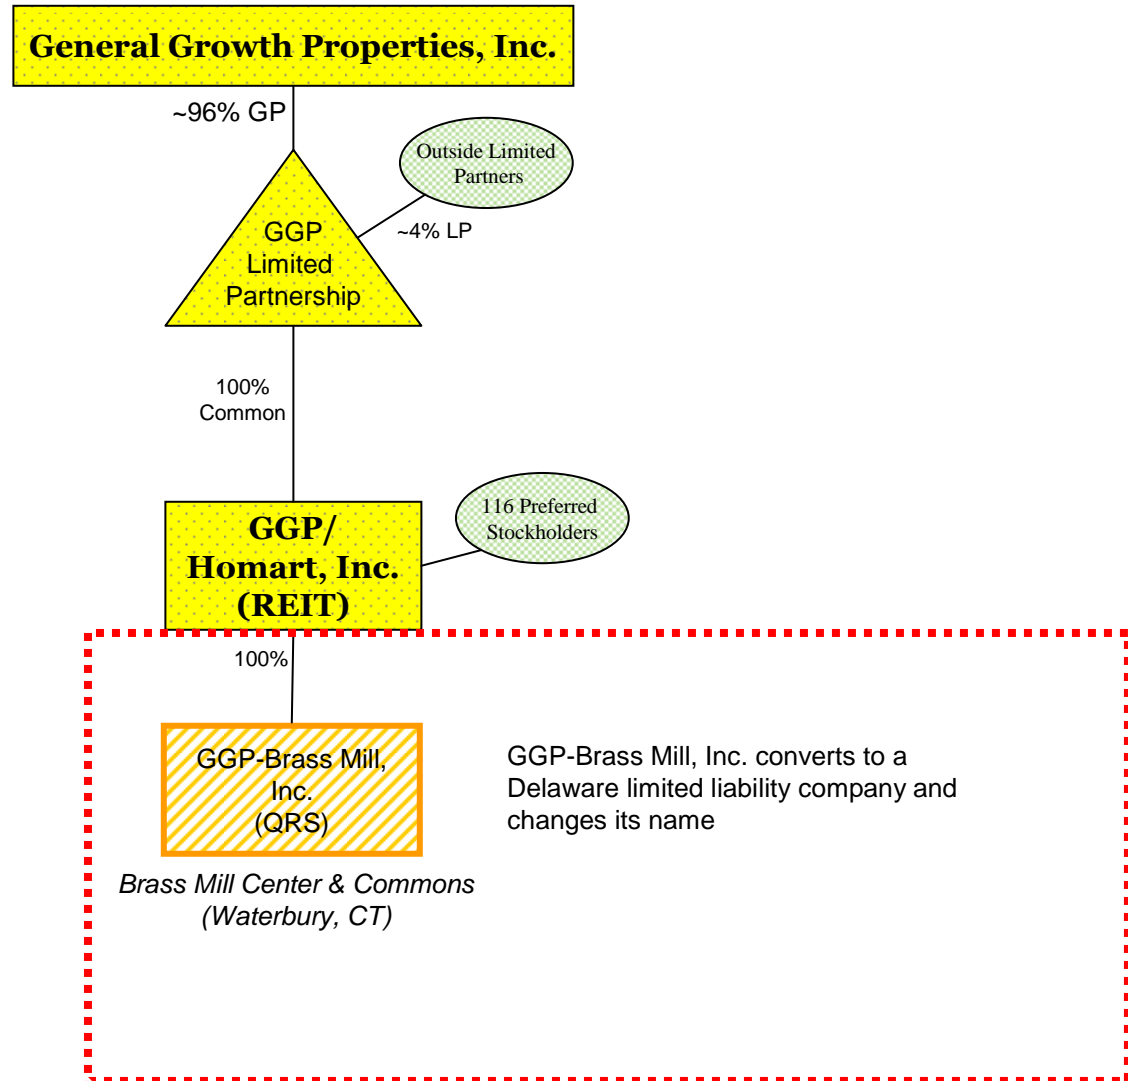 General Growth Properties, Inc.
~96% GP
Outside Limited
Partners
~4% LP
GGP
Limited
Partnership
100%
Common
116 Preferred
Stockholders
GGP/
Homart, Inc.
(REIT)
100%
GGP-Brass Mill,
Inc.
(QRS)
GGP-Brass Mill, Inc. converts to a
Delaware limited liability company and
changes its name
Brass Mill Center & Commons
(Waterbury, CT)